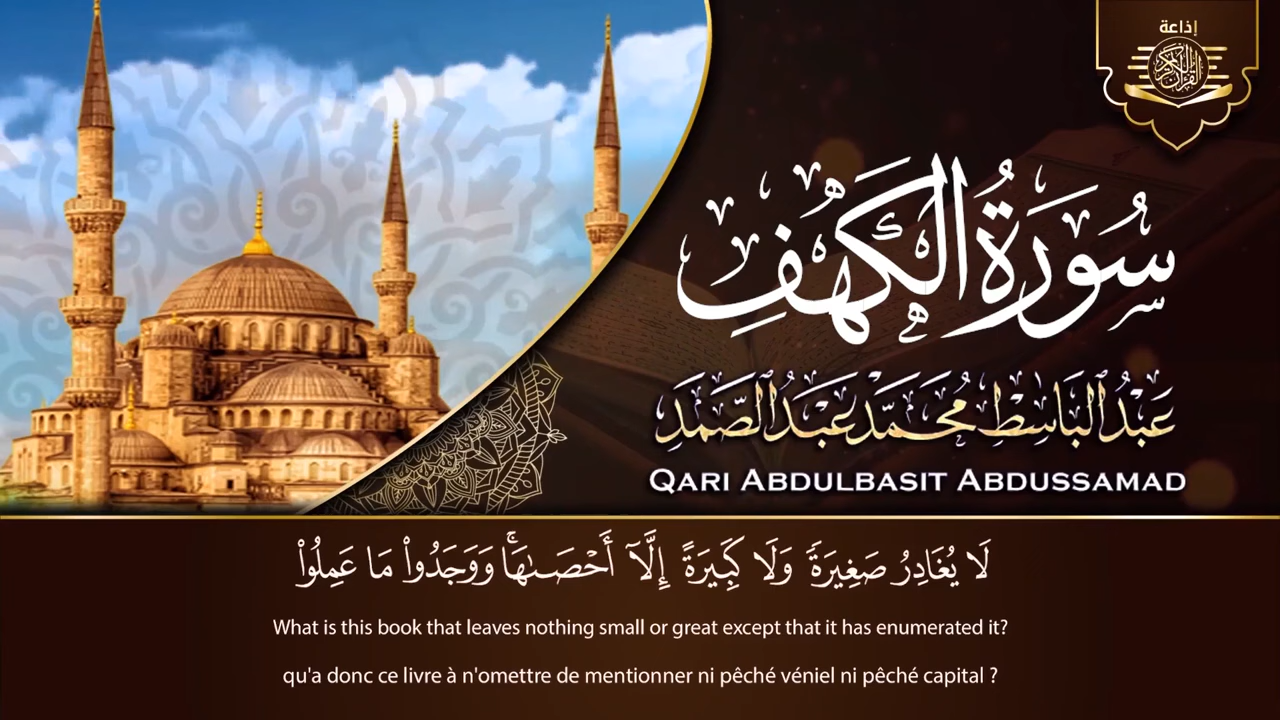 إذاعة
القرآن الكريم
سُورَةُ الكَهْفِ
عَبْدُ البَاسِطِ مُحَمَّدْ عَبْدُ الصَّمَدِ
QARI ABDULBASIT ABDUSSAMAD
لَا يُغَادِرُ صَغِيرَةٗ وَلَا كَبِيرَةً إِلَّآ أَحۡصَىٰهَاۚ وَوَجَدُواْ مَا عَمِلُواْ
What is this book that leaves nothing small or great except that it has enumerated it?
qu'a donc ce livre à n'omettre de mentionner ni pêché véniel ni pêché capital ?